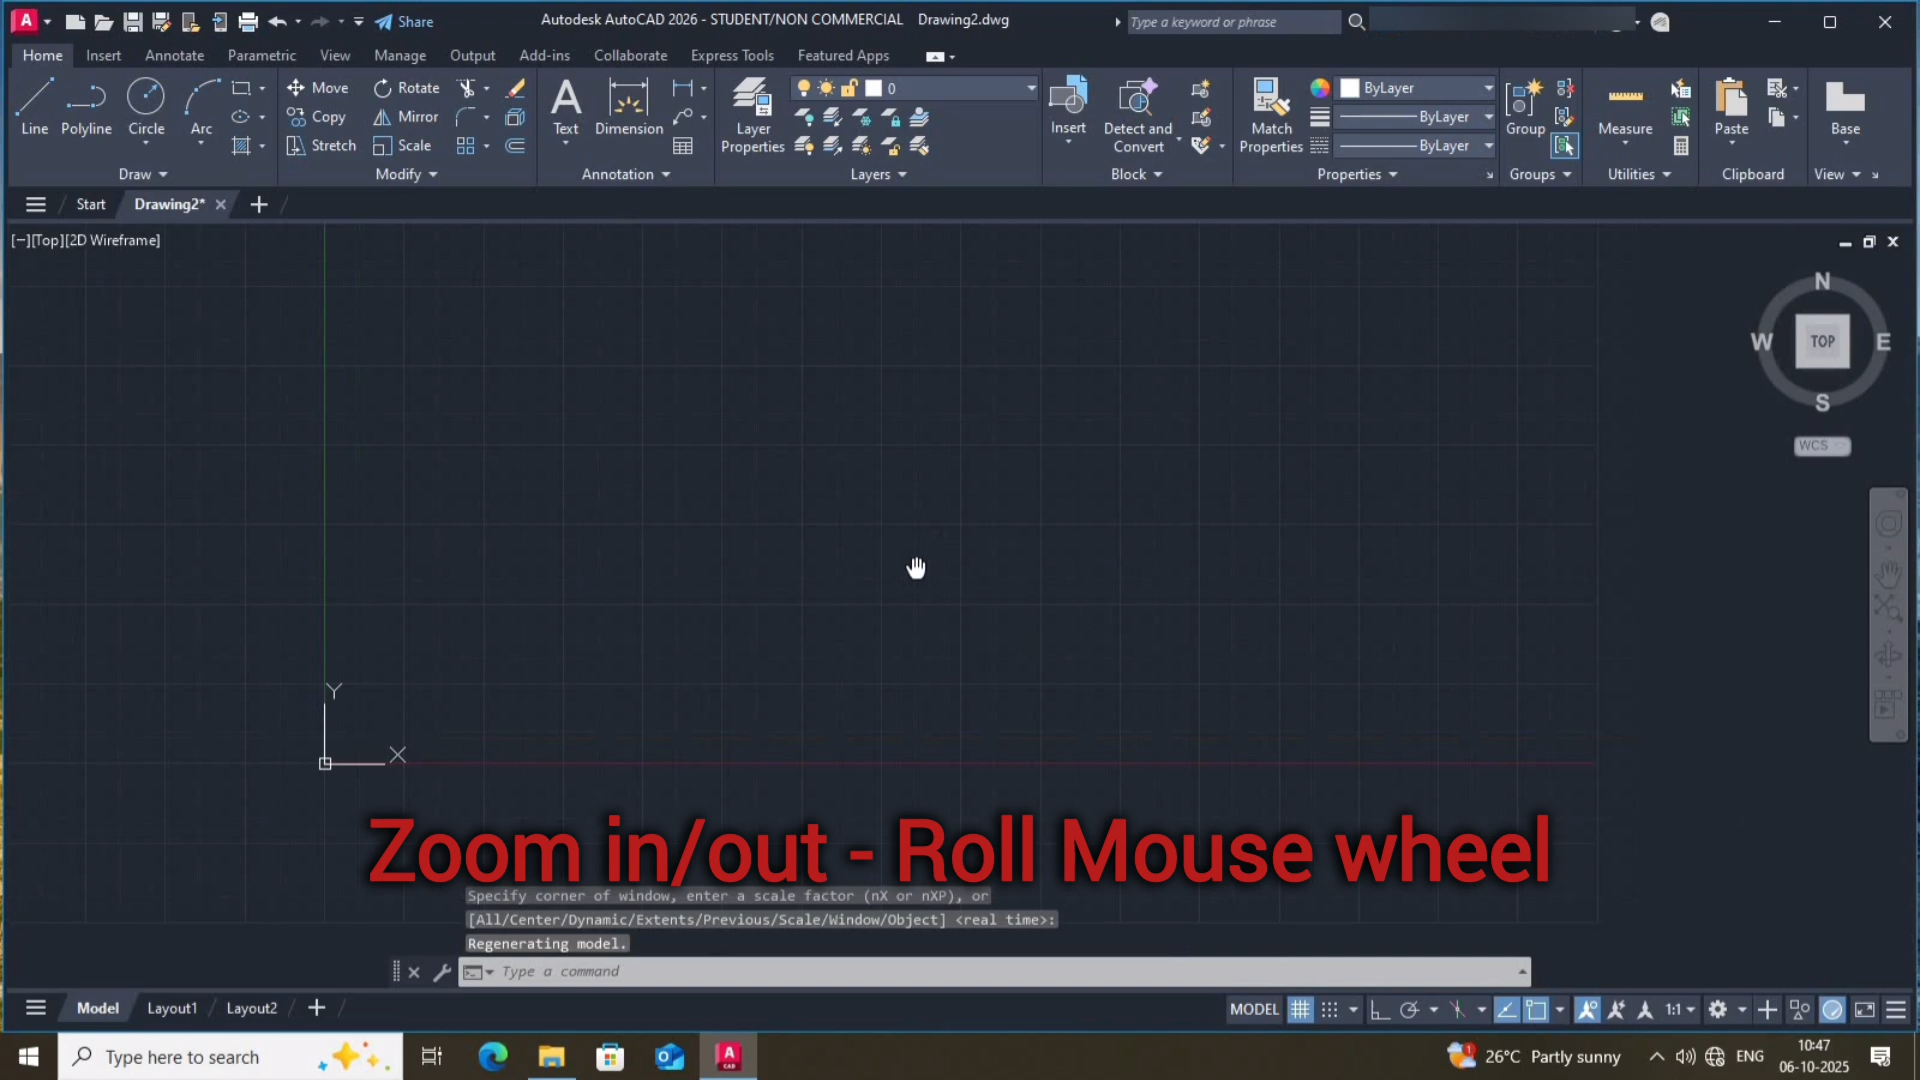 Share
Autodesk AutoCAD 2026 - STUDENT/NON COMMERCIAL Drawing2.dwg
Type a keyword or phrase
Home Insert Annotate Parametric View Manage Output Add-ins Collaborate Express Tools Featured Apps
Line Polyline Circle Arc
Draw
Move Rotate
Copy Mirror
Stretch Scale
Modify
Text Dimension
Annotation
Layer Properties
0
Layers
Insert
Detect and Convert
Block
Match Properties
ByLayer
ByLayer
ByLayer
Properties
Group
Groups
Measure
Utilities
Paste
Clipboard
Base
View
Start Drawing2*
[−][Top][2D Wireframe]
N
W TOP E
S
WCS
Y
X
Zoom in/out - Roll Mouse wheel
Specify corner of window, enter a scale factor (nX or nXP), or
[All/Center/Dynamic/Extents/Previous/Scale/Window/Object] <real time>:
Regenerating model.
Type a command
Model Layout1 Layout2
MODEL 1:1
Type here to search
A CAD
1
26°C Partly sunny
ENG
10:47
06-10-2025